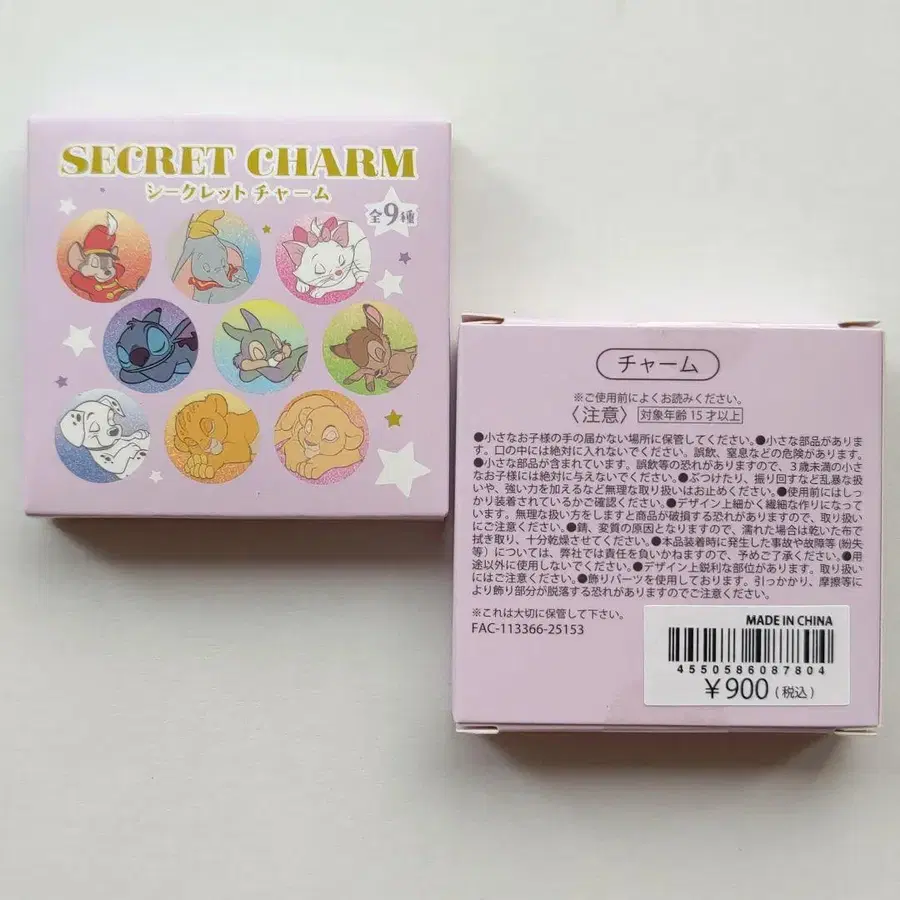 SECRET CHARM
シークレットチャーム
全9種
チャーム
※ご使用前によくお読みください。
〈注意〉 対象年齢 15 才以上
●小さなお子様の手の届かない場所に保管してください。●小さな部品がありま
す。口の中には絶対に入れないでください。誤飲、窒息などの危険があります。
●小さな部品が含まれています。誤飲等の恐れがありますので、３歳未満の小さ
なお子様には絶対に与えないでください。●ぶつけたり、振り回すなど乱暴な扱
いや、強い力を加えるなど無理な取り扱いはお止めください。●使用前にはしっ
かり装着されているかご確認ください。●デザイン上細かく繊細な作りになってい
ます。無理な扱い方をしますと商品が破損する恐れがありますので、取り扱い
にご注意ください。●錆、変質の原因となりますので、濡れた場合は乾いた布で
拭き取り、十分乾燥させてください。●本品装着時に発生した事故や故障等 (紛失
等）については、弊社では責任を負いかねますので、予めご了承ください。●用
途以外に使用しないでください。●デザイン上鋭利な部位があります。取り扱い
にはご注意ください。●飾りパーツを使用しております。引っかかり、摩擦等に
より飾り部分が脱落する恐れがありますのでご注意ください。
※これは大切に保管して下さい。
FAC-113366-25153
MADE IN CHINA
4550586087804
￥900 (税込)